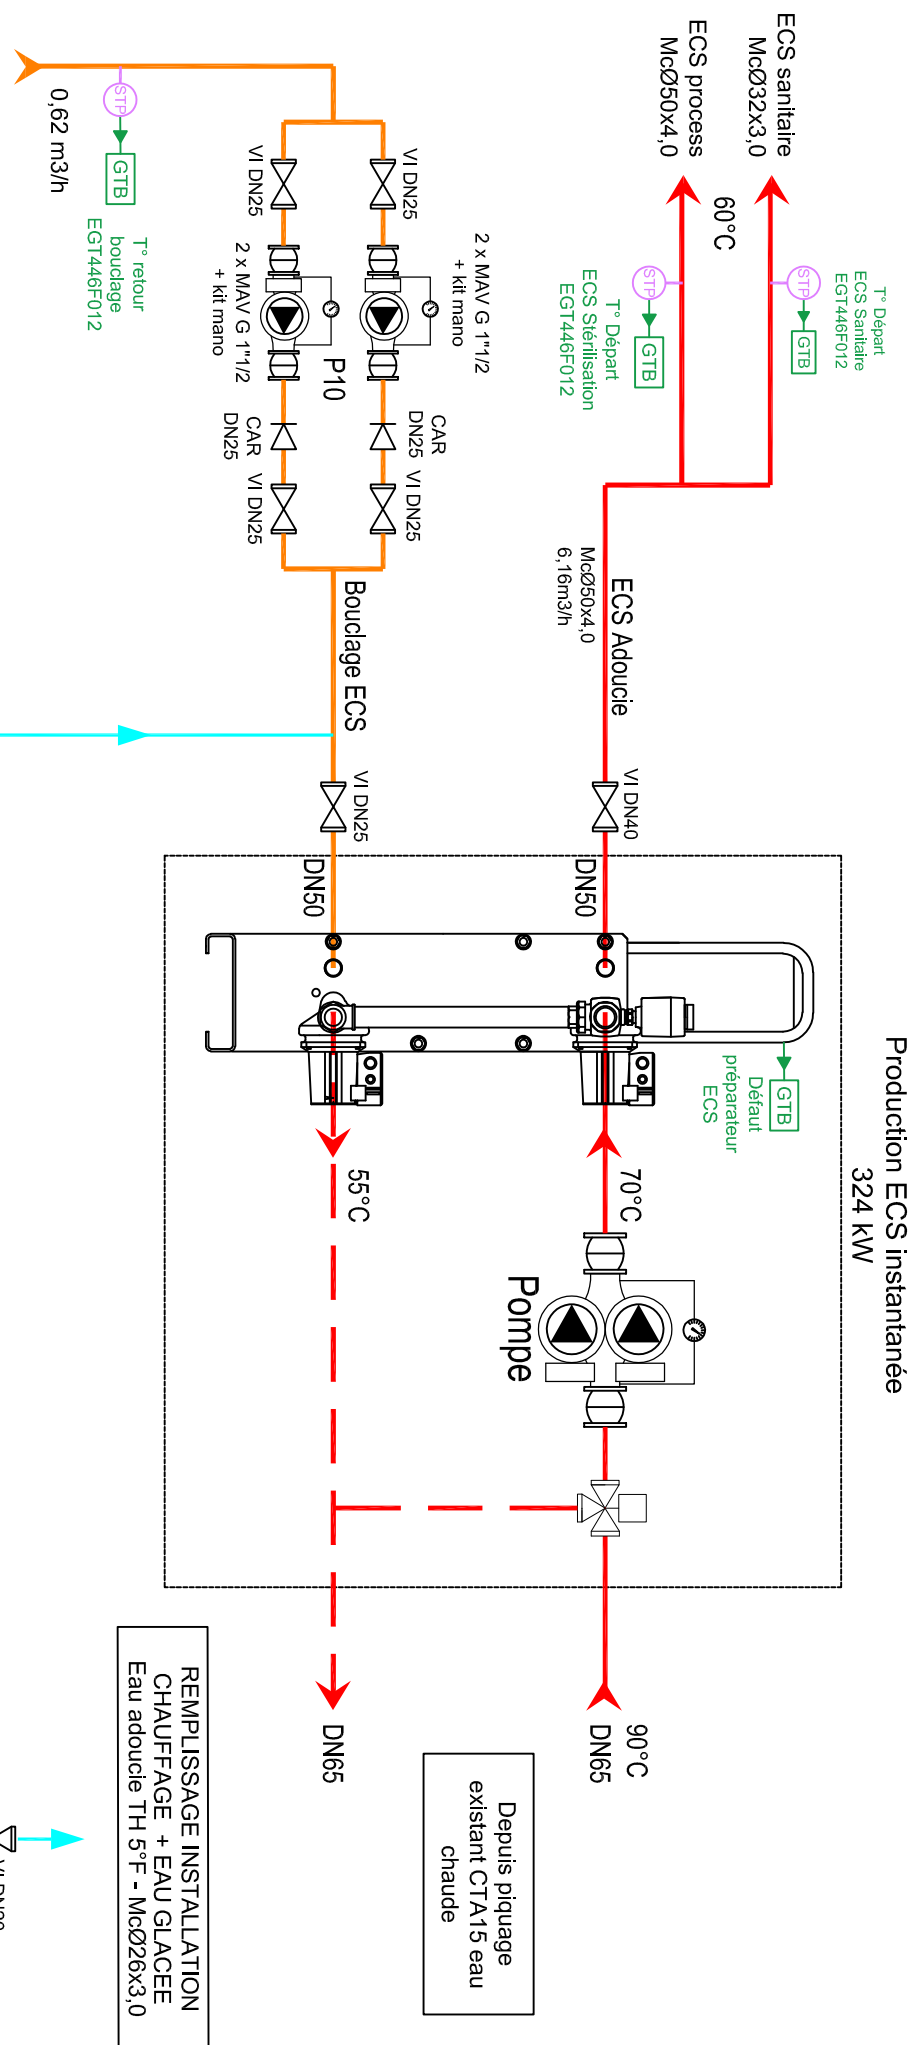 ECS sanitaire
McØ32x3,0
ECS process
McØ50x4,0
60°C
STP
GTB
T° Départ
ECS Sanitaire
EGT446F012
STP
GTB
T° Départ
ECS Stérilisation
EGT446F012
STP
GTB
T° retour
bouclage
EGT446F012
0,62 m3/h
VI DN25
VI DN25
2 x MAV G 1"1/2
+ kit mano
2 x MAV G 1"1/2
+ kit mano
P10
CAR
DN25
CAR
DN25
VI DN25
VI DN25
Bouclage ECS
ECS Adoucie
McØ50x4,0
6,16m3/h
VI DN25
VI DN40
DN50
DN50
Production ECS instantanée
324 kW
GTB
Défaut
préparateur
ECS
55°C
70°C
Pompe
DN65
90°C
DN65
Depuis piquage
existant CTA15 eau
chaude
REMPLISSAGE INSTALLATION
CHAUFFAGE + EAU GLACEE
Eau adoucie TH 5°F - McØ26x3,0